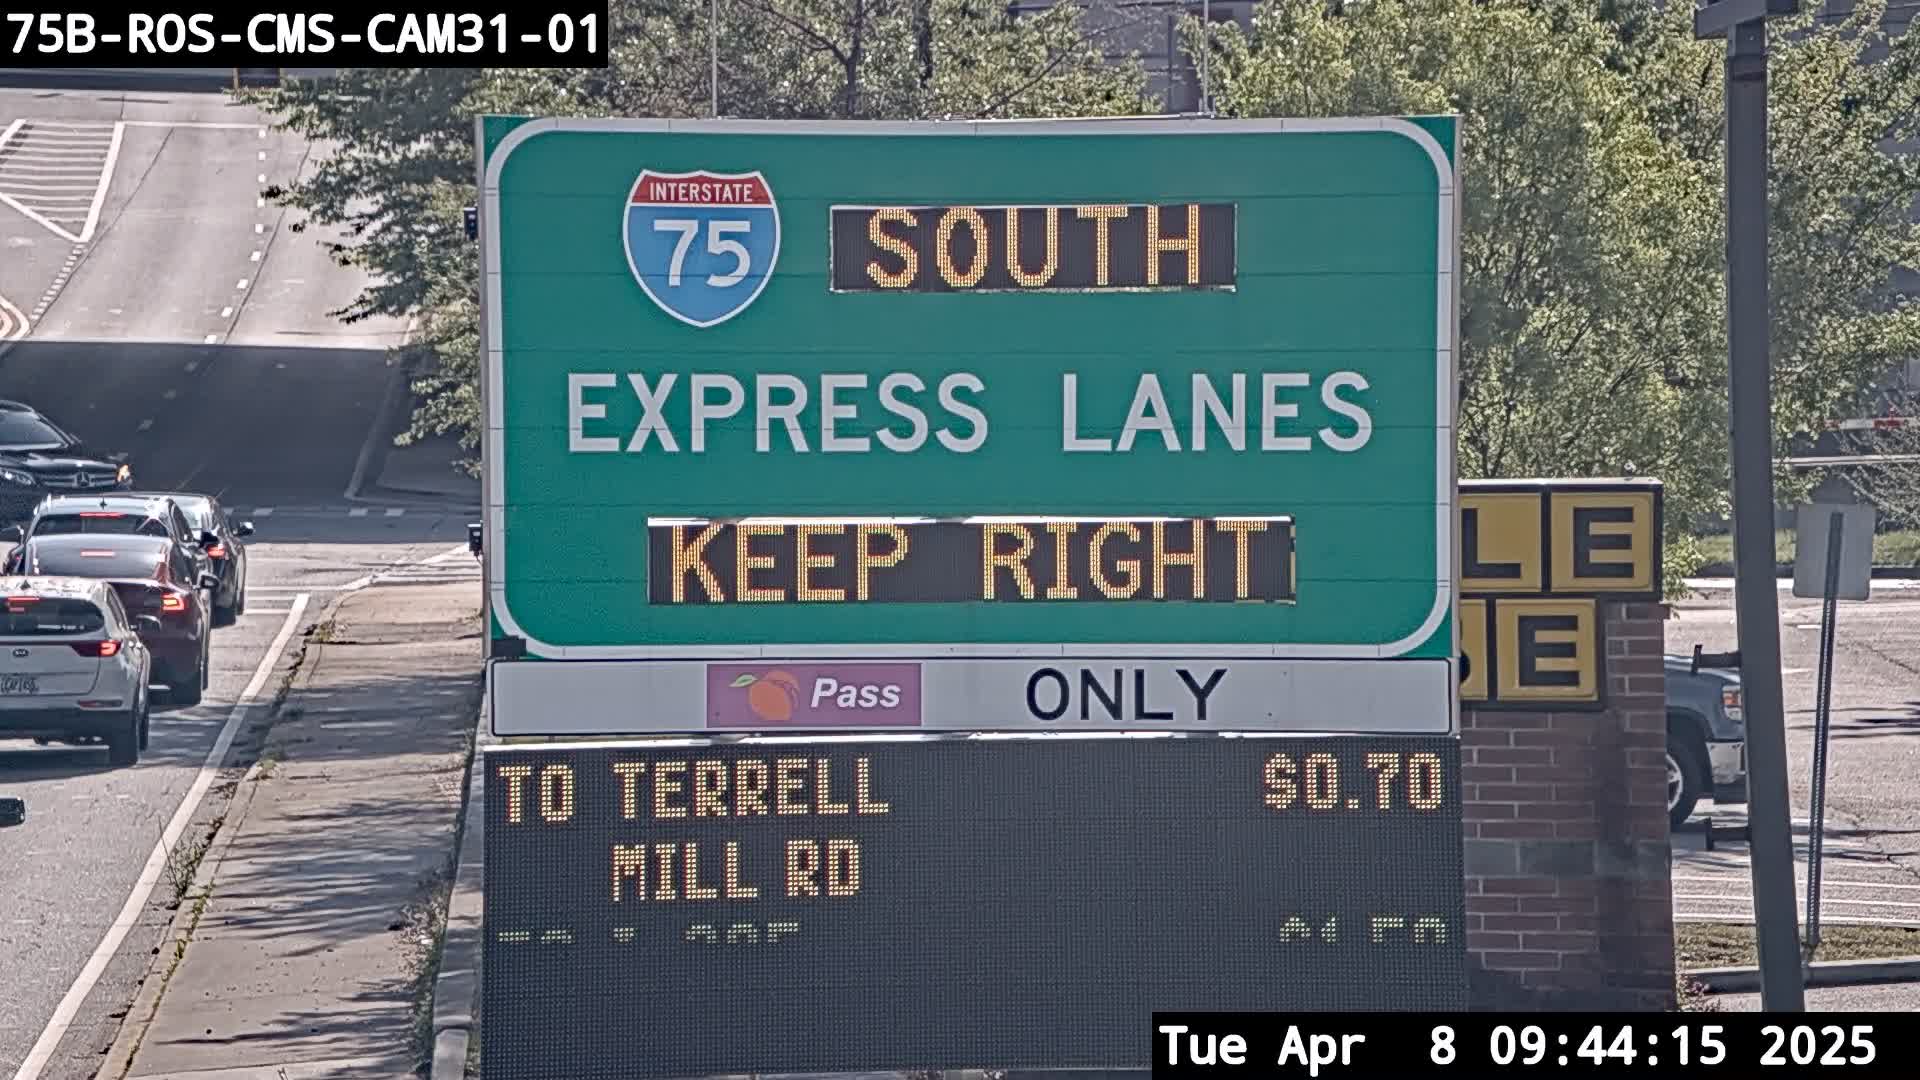 75B-ROS-CMS-CAM31-01
INTERSTATE
75
SOUTH
EXPRESS LANES
KEEP RIGHT
Pass ONLY
TO TERRELL $0.70
MILL RD
LE
E
Tue Apr 8 09:44:15 2025